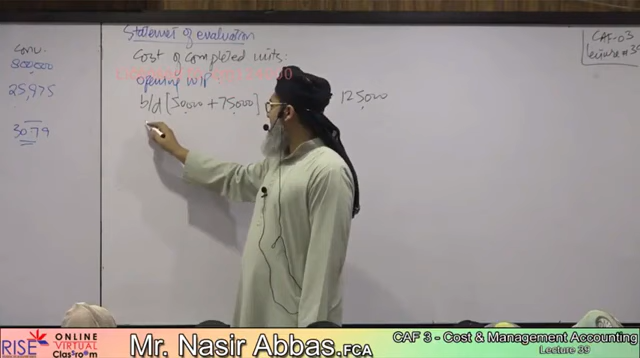 Conv.
800,000
25,975
30.79
Statement of evaluation
Cost of completed units:
Opening WIP
b/d [50,000 + 75,000]
125,000
CAF-03
Lecture # 39
RISE
ONLINE
VIRTUAL
Classroom
Mr. Nasir Abbas.FCA
CAF 3 - Cost & Management Accounting
Lecture 39